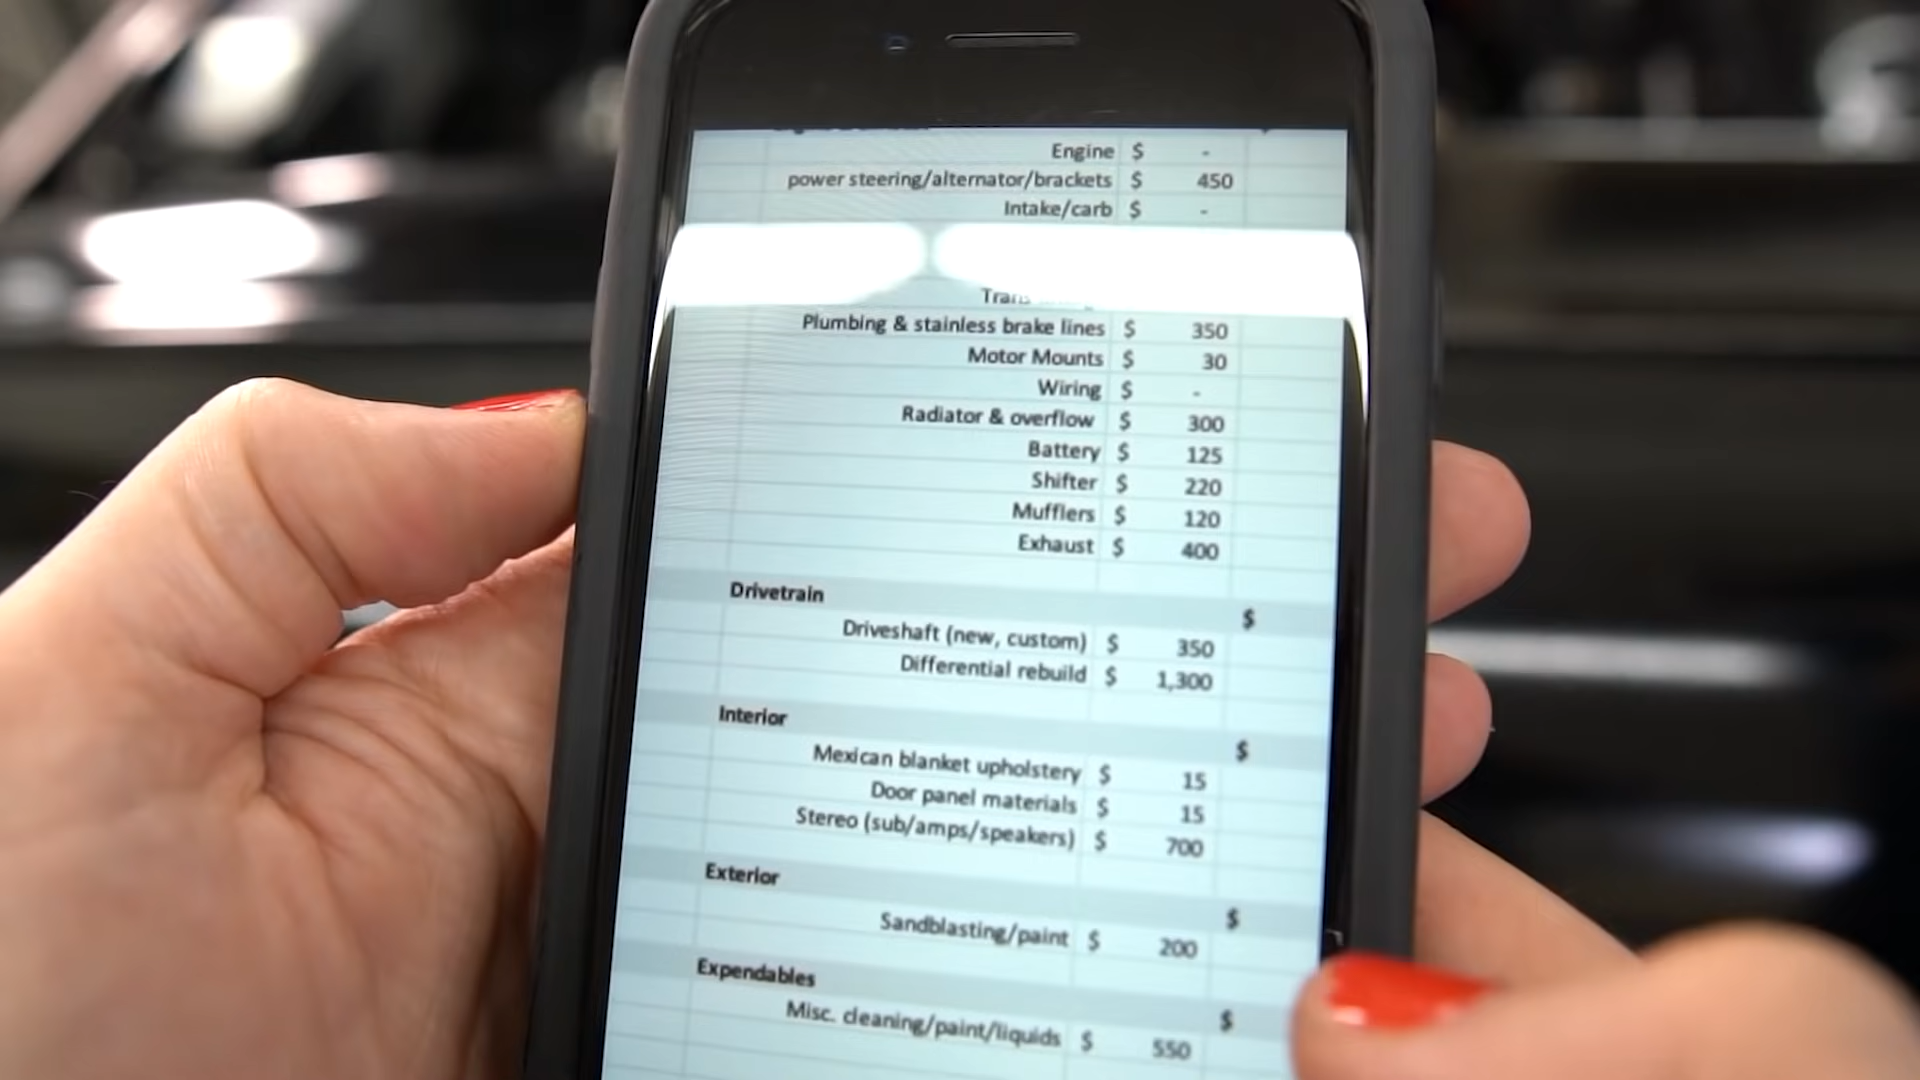 Engine $ -
power steering/alternator/brackets $ 450
Intake/carb $ -
Plumbing & stainless brake lines $ 350
Motor Mounts $ 30
Wiring $ -
Radiator & overflow $ 300
Battery $ 125
Shifter $ 220
Mufflers $ 120
Exhaust $ 400
Drivetrain $
Driveshaft (new, custom) $ 350
Differential rebuild $ 1,300
Interior $
Mexican blanket upholstery $ 15
Door panel materials $ 15
Stereo (sub/amps/speakers) $ 700
Exterior $
Sandblasting/paint $ 200
Expendables $
Misc. cleaning/paint/liquids $ 550